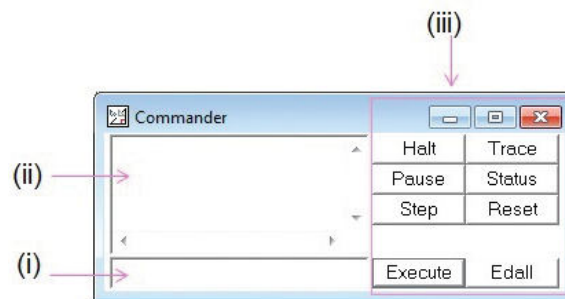 (iii)
Commander
Halt Trace
(ii) Pause Status
Step Reset
(i) Execute Edall